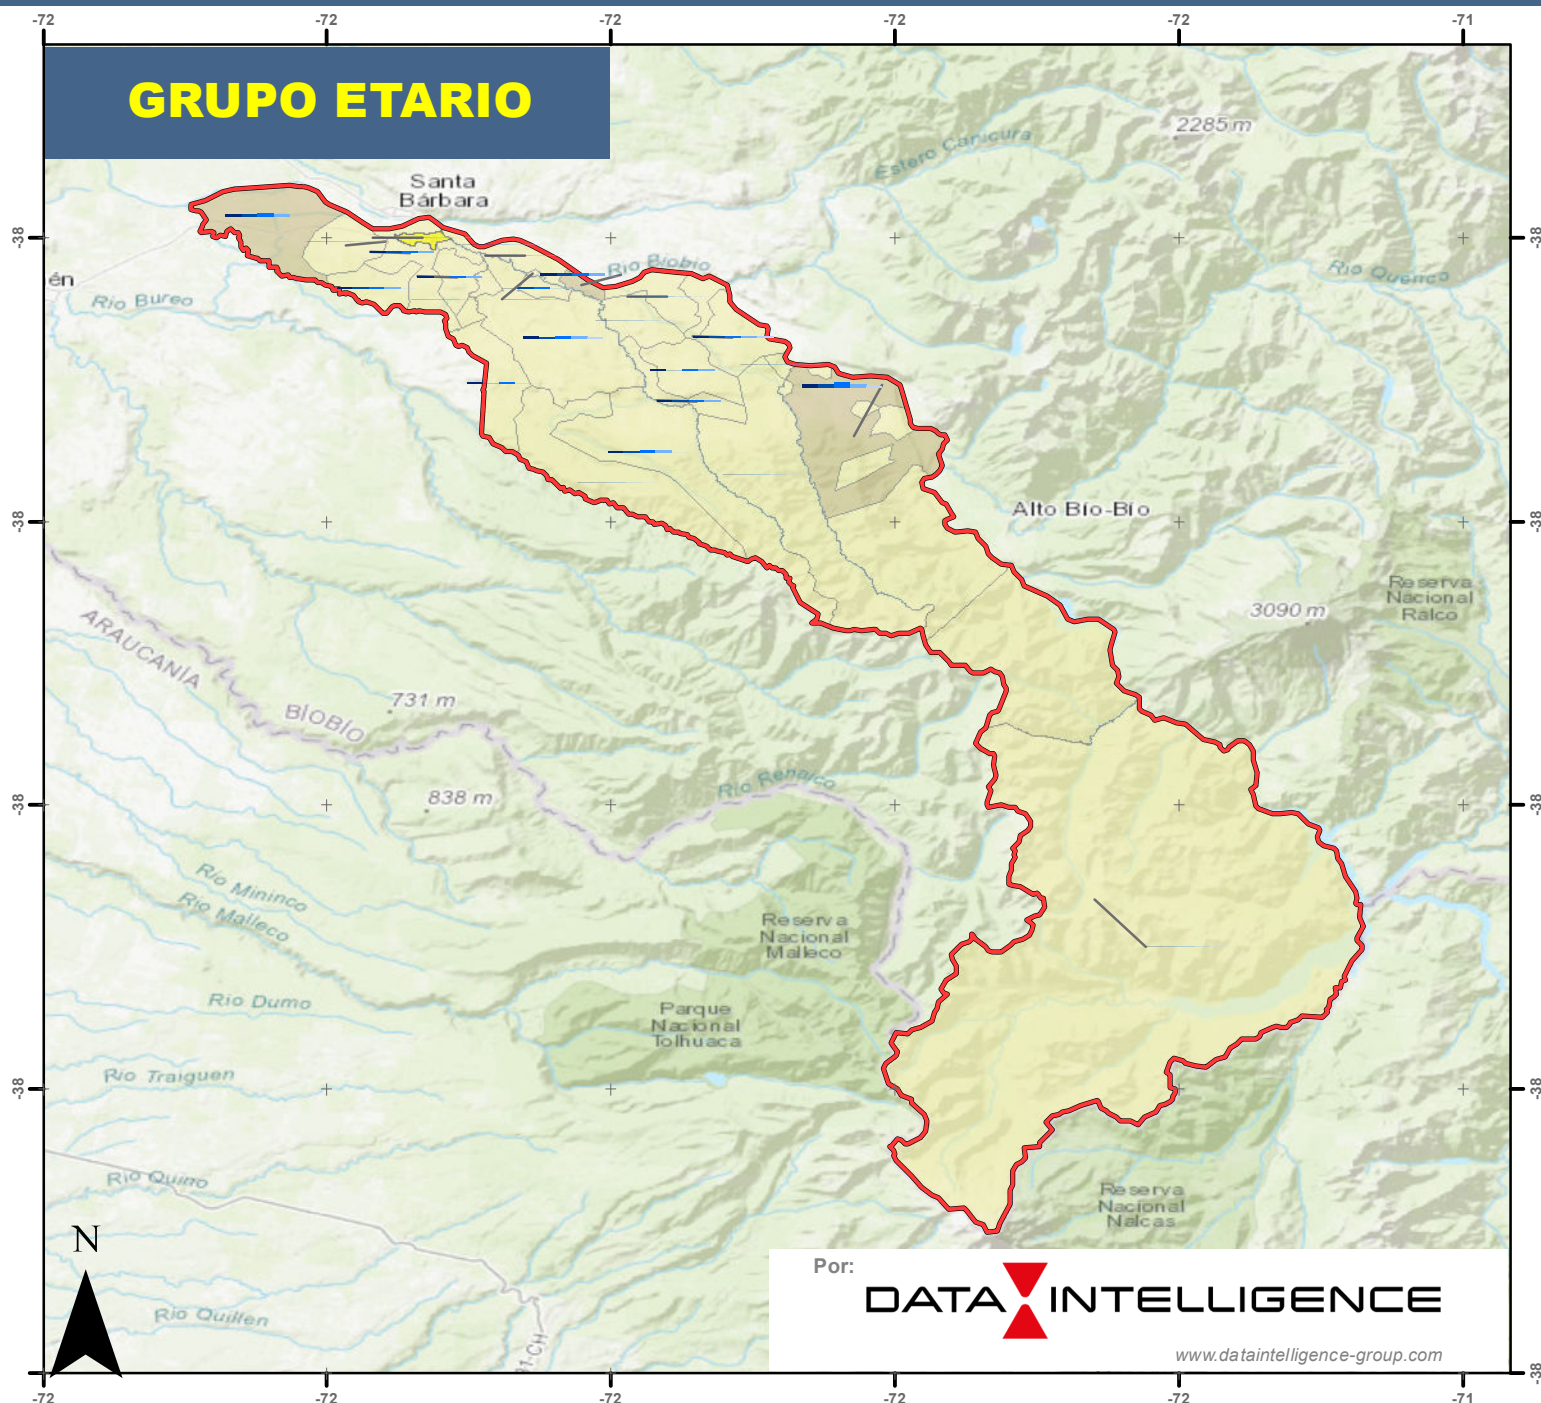 -72 -72 -72 -72 -72 -71
GRUPO ETARIO
2285 m
Estero Canicura
Santa
Bárbara
-38 -38
Río Biobío
Río Queuco
én
Río Bureo
Alto Bío-Bío
-38 -38
Reserva
Nacional
Ralco
3090 m
ARAUCANÍA
BÍOBÍO
731 m
Río Renaico
838 m
-38 -38
Río Mininco
Río Malleco
Reserva
Nacional
Malleco
Río Dumo
Parque
Nacional
Tolhuaca
Río Traiguen
-38 -38
Río Quino
Reserva
Nacional
Nalcas
N
Por:
DATA INTELLIGENCE
Río Quillen
www.dataintelligence-group.com
-38 -38
-72 -72 -72 -72 -72 -71